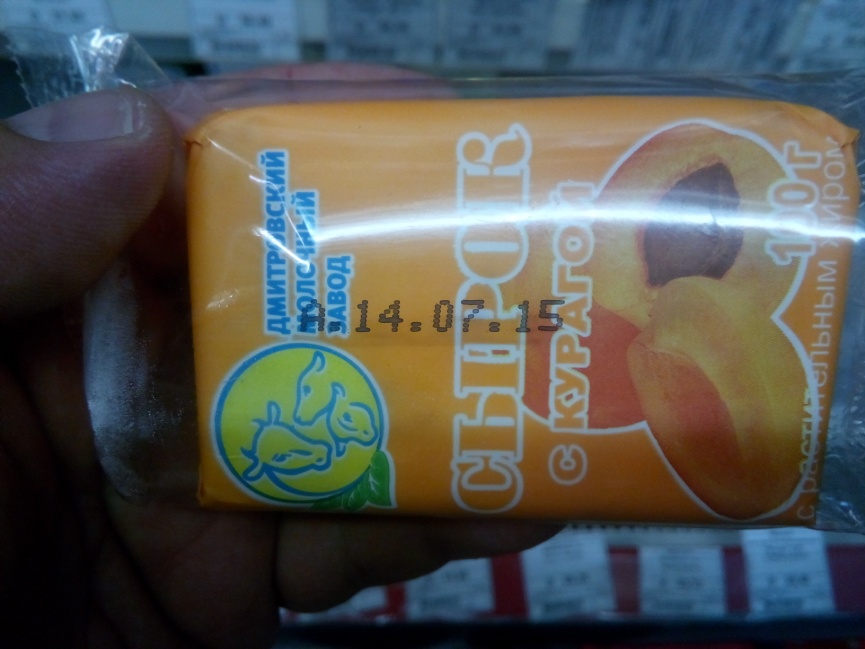 ДМИТРОВСКИЙ
МОЛОЧНЫЙ
ЗАВОД
14.07.15
СЫРОК
С КУРАГОЙ
100 г
с растительным жиром